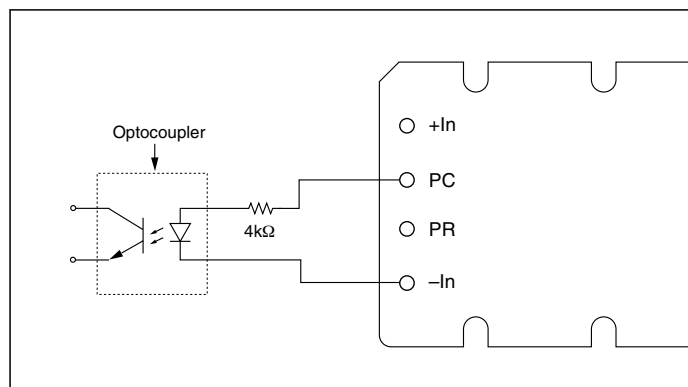 Optocoupler
4kΩ
+In
PC
PR
–In